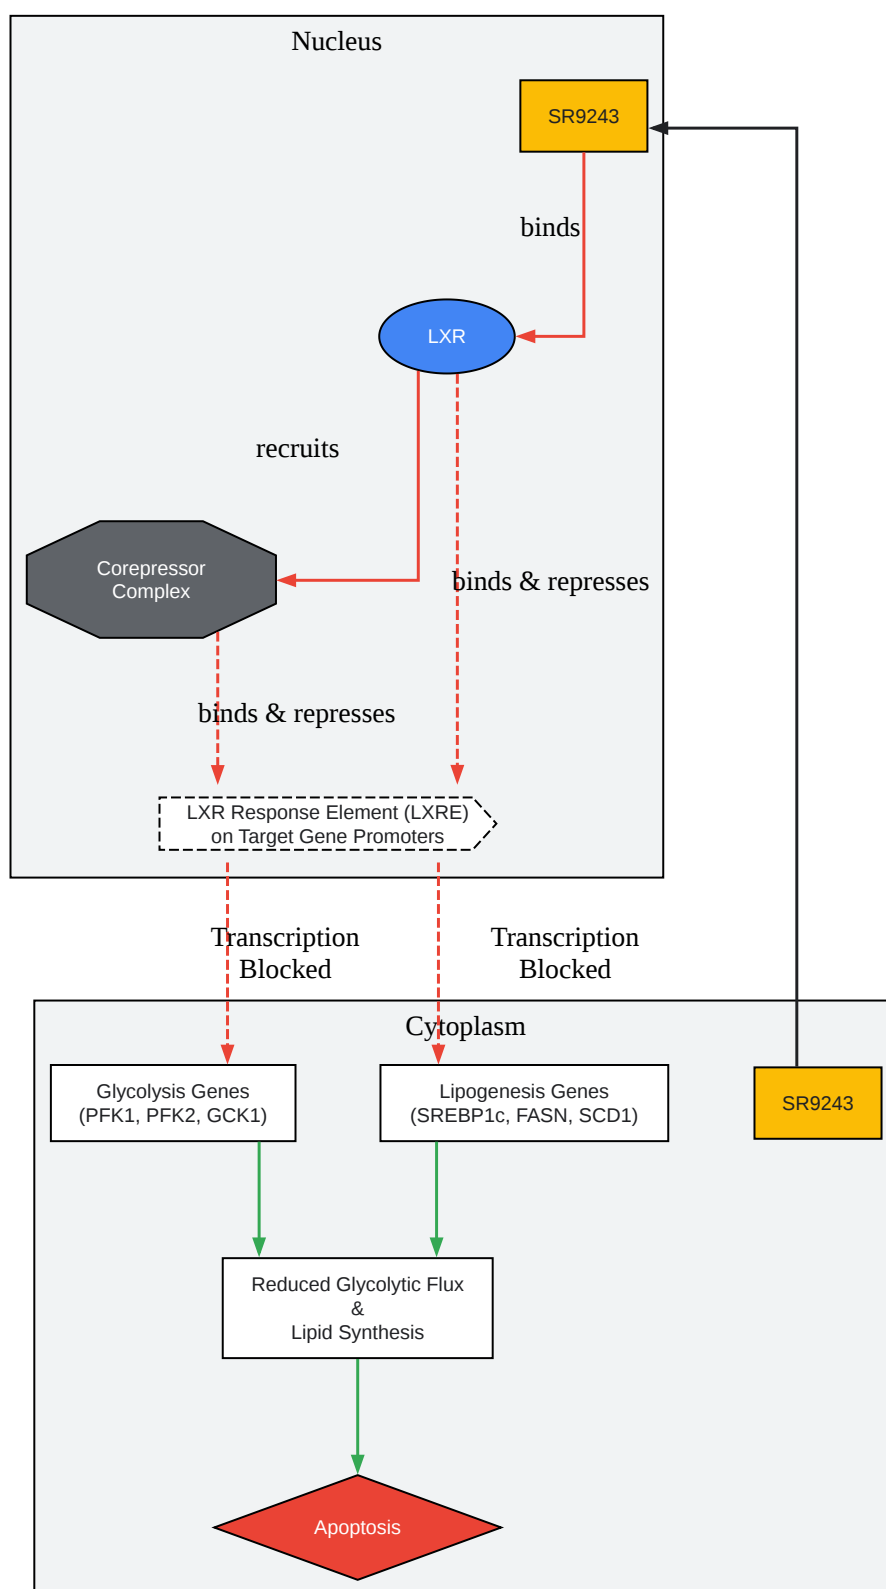 Nucleus
SR9243
binds
LXR
recruits
Corepressor
Complex
binds & represses
binds & represses
LXR Response Element (LXRE)
on Target Gene Promoters
Transcription
Blocked
Transcription
Blocked
Cytoplasm
Glycolysis Genes
(PFK1, PFK2, GCK1)
Lipogenesis Genes
(SREBP1c, FASN, SCD1)
SR9243
Reduced Glycolytic Flux
&
Lipid Synthesis
Apoptosis